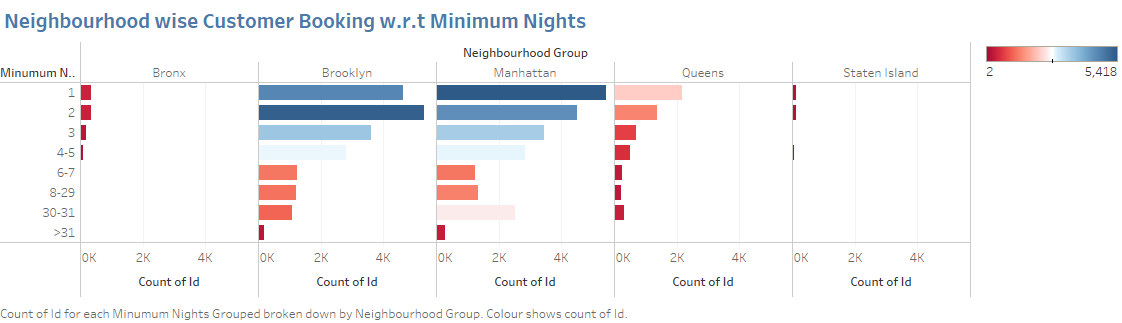 Neighbourhood wise Customer Booking w.r.t Minimum Nights
Neighbourhood Group
Minumum N.. Bronx Brooklyn Manhattan Queens Staten Island
2 5,418
1
2
3
4-5
6-7
8-29
30-31
>31
0K 2K 4K 0K 2K 4K 0K 2K 4K 0K 2K 4K 0K 2K 4K
Count of Id Count of Id Count of Id Count of Id Count of Id
Count of Id for each Minumum Nights Grouped broken down by Neighbourhood Group. Colour shows count of Id.